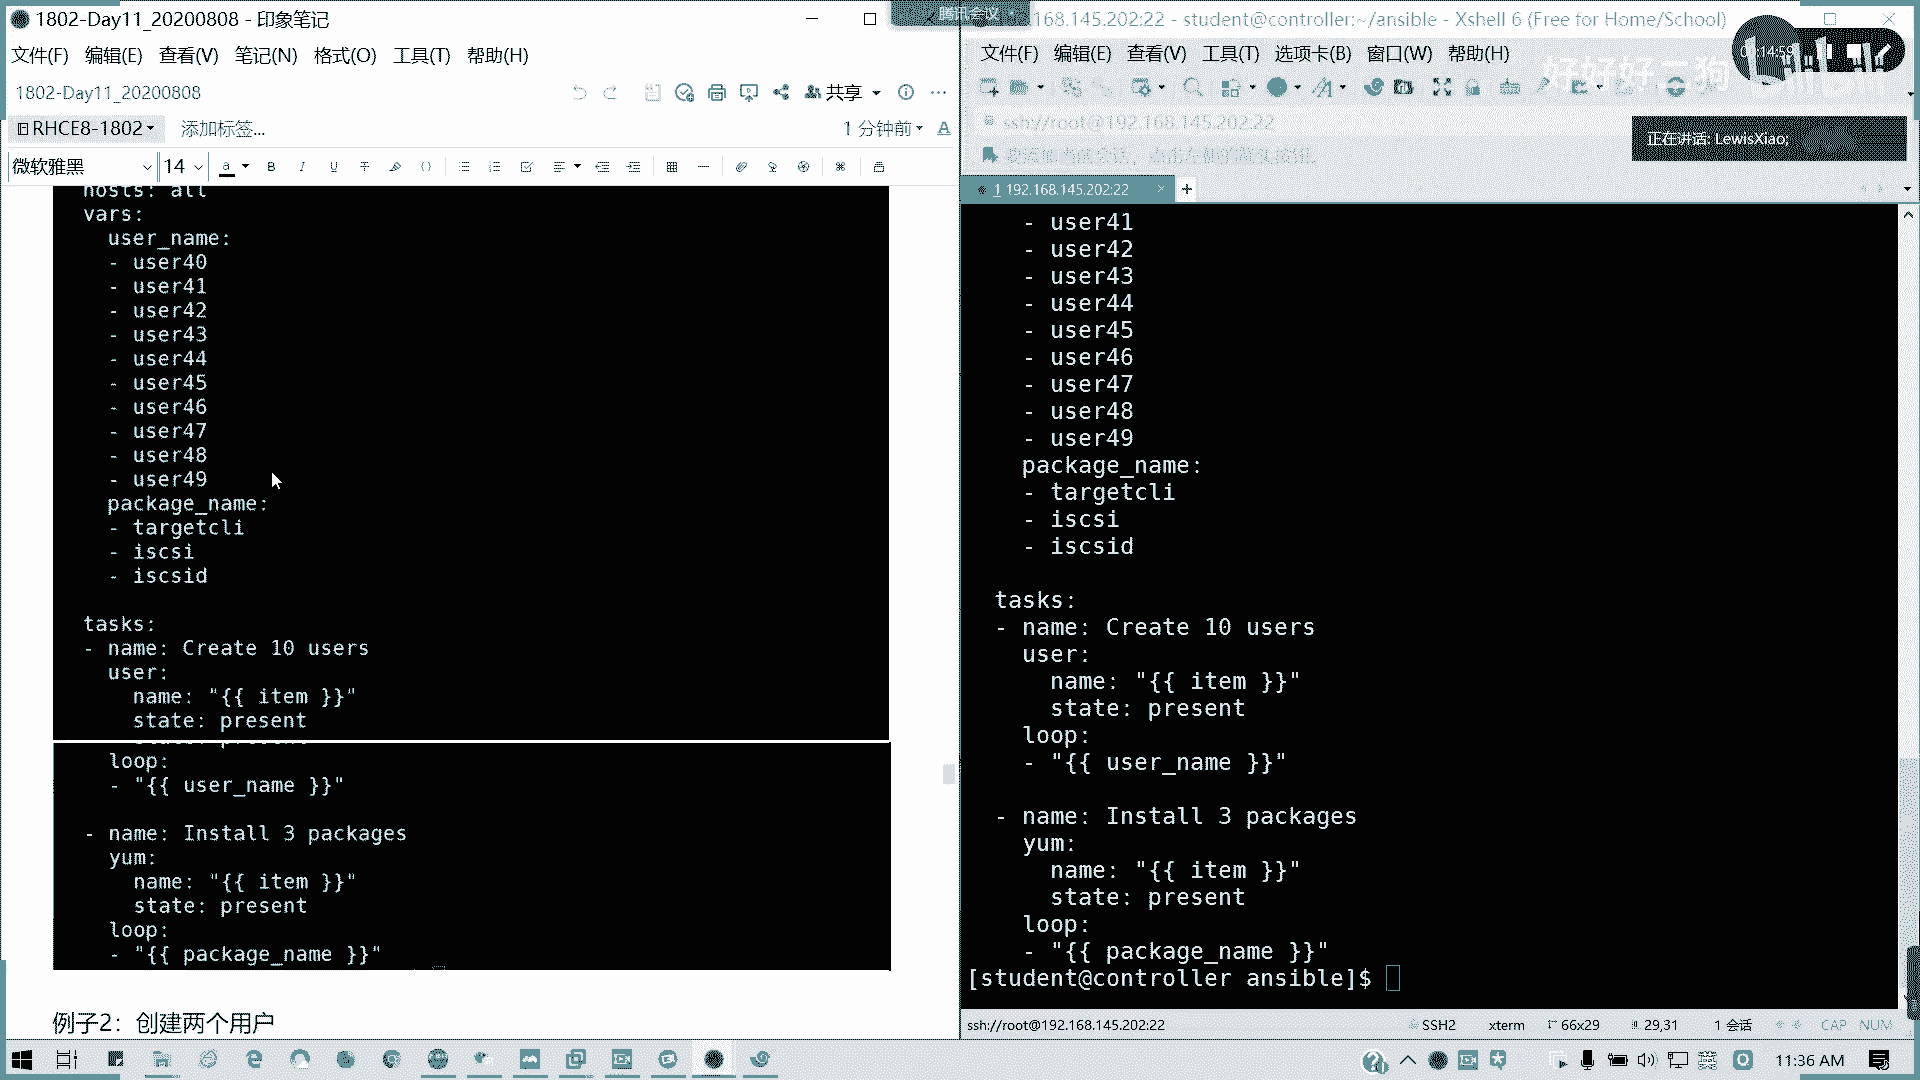 1802-Day11_20200808 - 印象笔记
文件(F) 编辑(E) 查看(V) 笔记(N) 格式(O) 工具(T) 帮助(H)
1802-Day11_20200808
共享
RHCE8-1802
添加标签...
1 分钟前
微软雅黑
14
hosts: all
vars:
user_name:
- user40
- user41
- user42
- user43
- user44
- user45
- user46
- user47
- user48
- user49
package_name:
- targetcli
- iscsi
- iscsid
tasks:
- name: Create 10 users
user:
name: "{{ item }}"
state: present
loop:
- "{{ user_name }}"
- name: Install 3 packages
yum:
name: "{{ item }}"
state: present
loop:
- "{{ package_name }}"
例子2：创建两个用户
腾讯会议
168.145.202:22 - student@controller:~/ansible - Xshell 6 (Free for Home/School)
文件(F) 编辑(E) 查看(V) 工具(T) 选项卡(B) 窗口(W) 帮助(H)
好好好二狗
ssh://root@192.168.145.202:22
正在讲话: LewisXiao;
1 192.168.145.202:22
- user41
- user42
- user43
- user44
- user45
- user46
- user47
- user48
- user49
package_name:
- targetcli
- iscsi
- iscsid
tasks:
- name: Create 10 users
user:
name: "{{ item }}"
state: present
loop:
- "{{ user_name }}"
- name: Install 3 packages
yum:
name: "{{ item }}"
state: present
loop:
- "{{ package_name }}"
[student@controller ansible]$
ssh://root@192.168.145.202:22
SSH2
xterm
66x29
29,31
1 会话
CAP NUM
英
11:36 AM